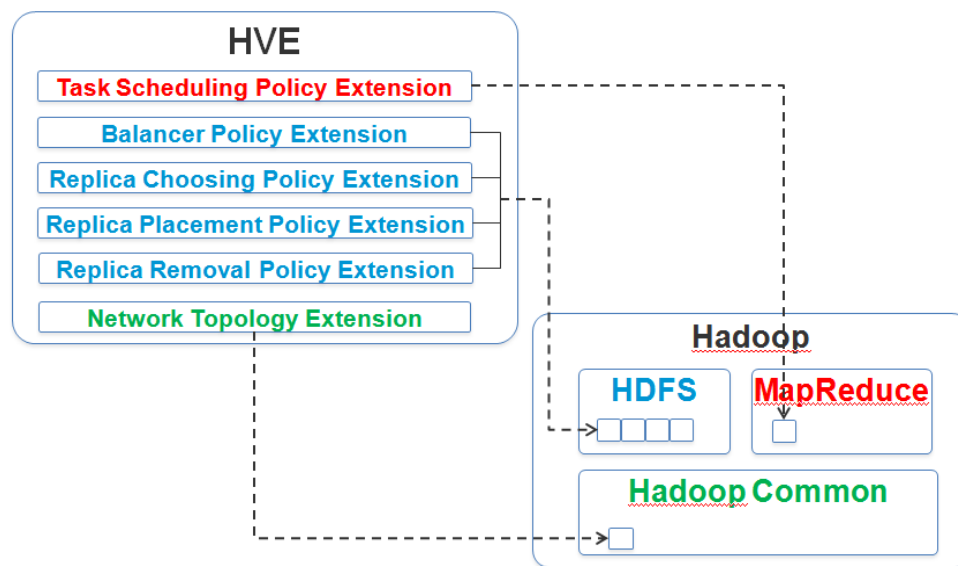 HVE
Task Scheduling Policy Extension
Balancer Policy Extension
Replica Choosing Policy Extension
Replica Placement Policy Extension
Replica Removal Policy Extension
Network Topology Extension
Hadoop
HDFS
MapReduce
Hadoop Common